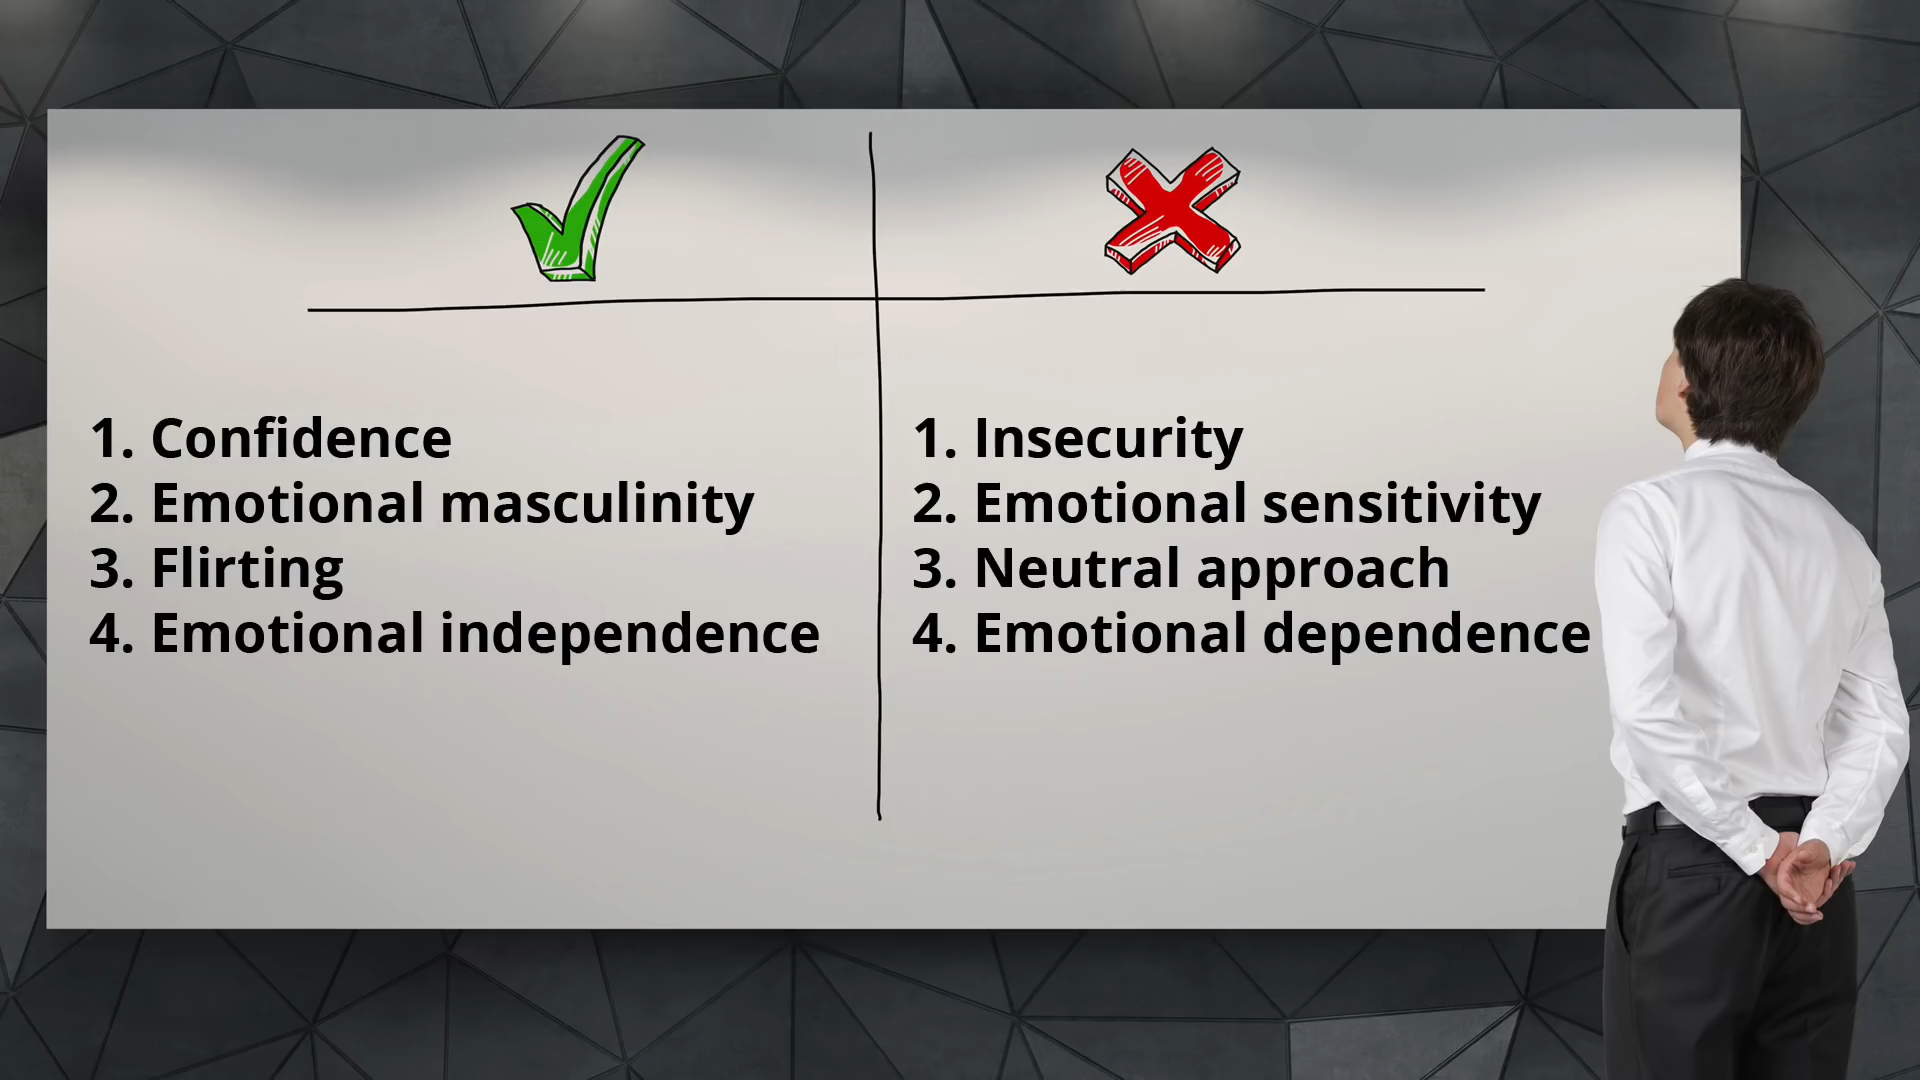 1. Confidence
2. Emotional masculinity
3. Flirting
4. Emotional independence
1. Insecurity
2. Emotional sensitivity
3. Neutral approach
4. Emotional dependence